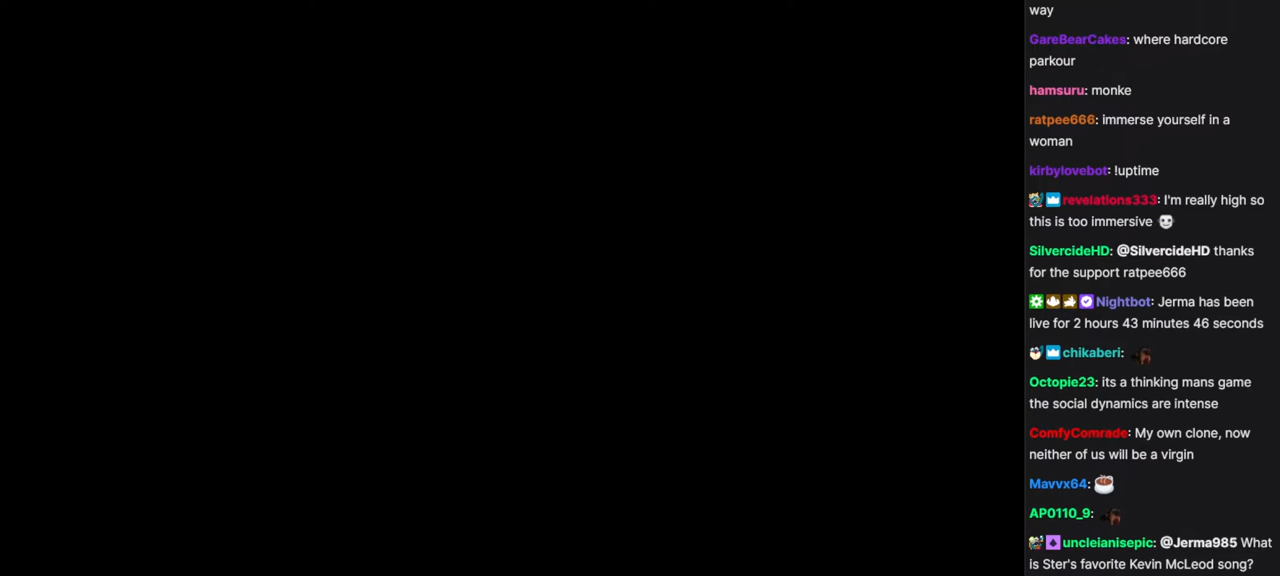 way
GareBearCakes: where hardcore
parkour
hamsuru: monke
ratpee666: immerse yourself in a
woman
kirbylovebot: !uptime
revelations333: I'm really high so
this is too immersive
SilvercideHD: @SilvercideHD thanks
for the support ratpee666
Nightbot: Jerma has been
live for 2 hours 43 minutes 46 seconds
chikaberi:
Octopie23: its a thinking mans game
the social dynamics are intense
ComfyComrade: My own clone, now
neither of us will be a virgin
Mavvx64:
AP0110_9:
uncleianisepic: @Jerma985 What
is Ster's favorite Kevin McLeod song?